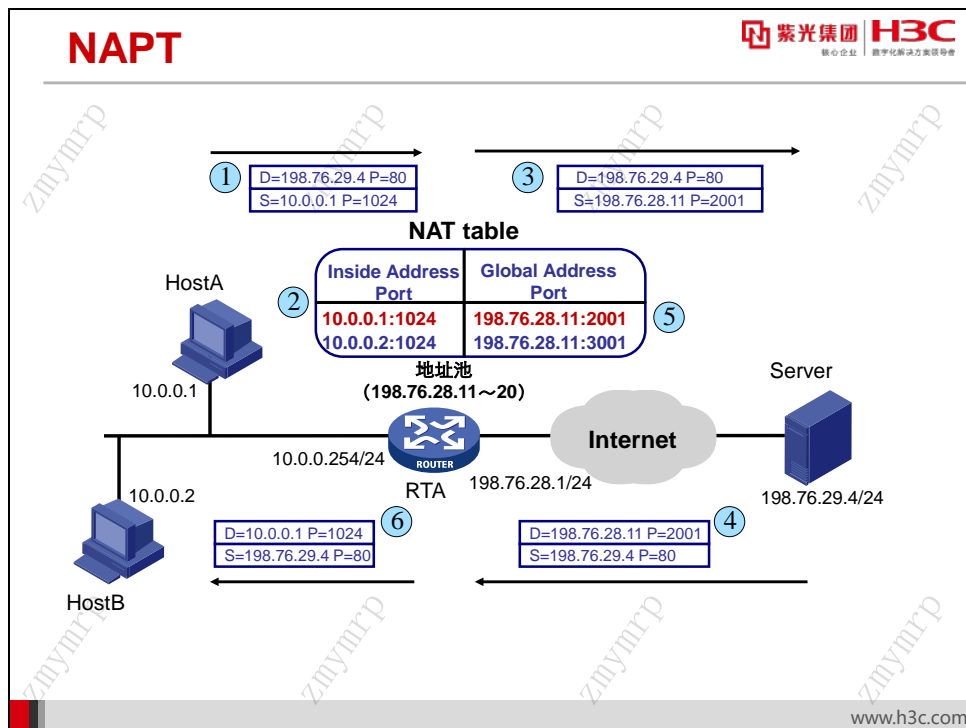 NAPT
紫光集团
核心企业
H3C
数字化解决方案领导者
zmymrp
zmymrp
zmymrp
1
D=198.76.29.4 P=80
S=10.0.0.1 P=1024
3
D=198.76.29.4 P=80
S=198.76.28.11 P=2001
NAT table
Inside Address Port
Global Address Port
2
10.0.0.1:1024
198.76.28.11:2001
10.0.0.2:1024
198.76.28.11:3001
5
地址池
（198.76.28.11～20）
HostA
10.0.0.1
Server
Internet
10.0.0.254/24
ROUTER
RTA
198.76.28.1/24
198.76.29.4/24
10.0.0.2
HostB
6
D=10.0.0.1 P=1024
S=198.76.29.4 P=80
4
D=198.76.28.11 P=2001
S=198.76.29.4 P=80
zmymrp
zmymrp
zmymrp
www.h3c.com